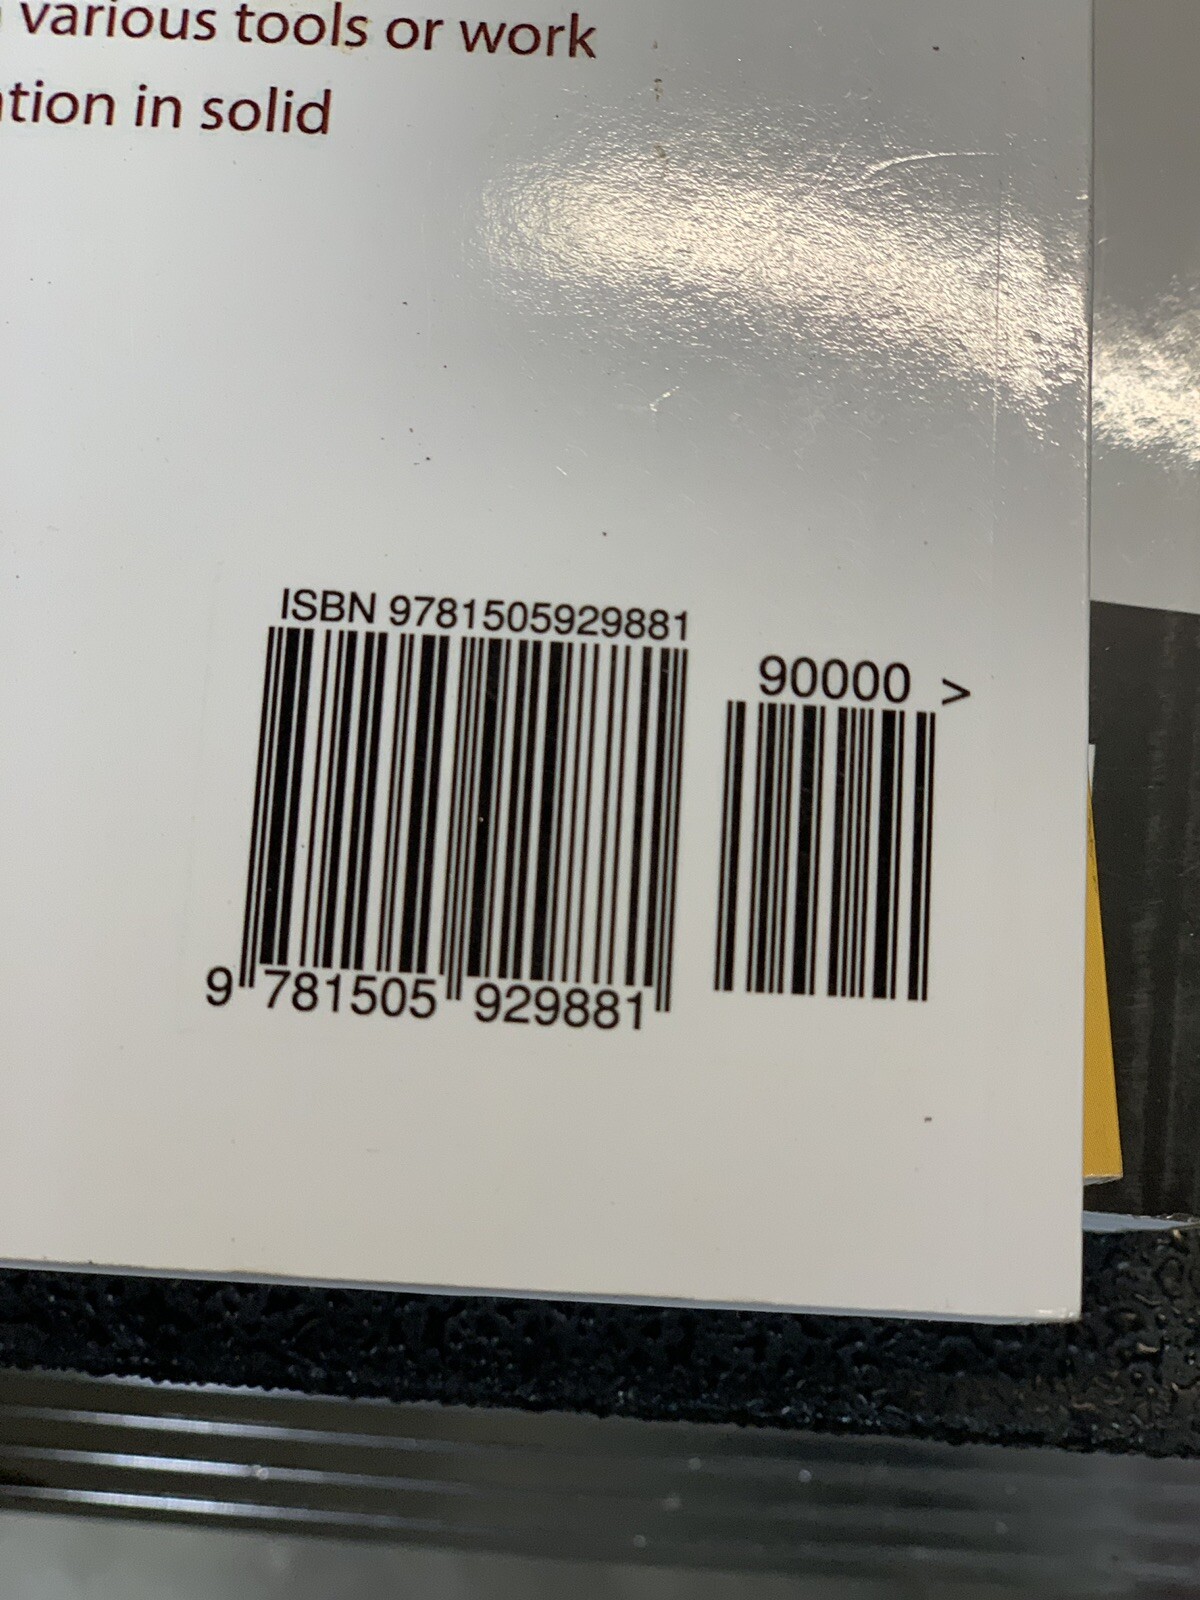 various tools or work
tion in solid
ISBN 9781505929881
90000 >
9 781505 929881